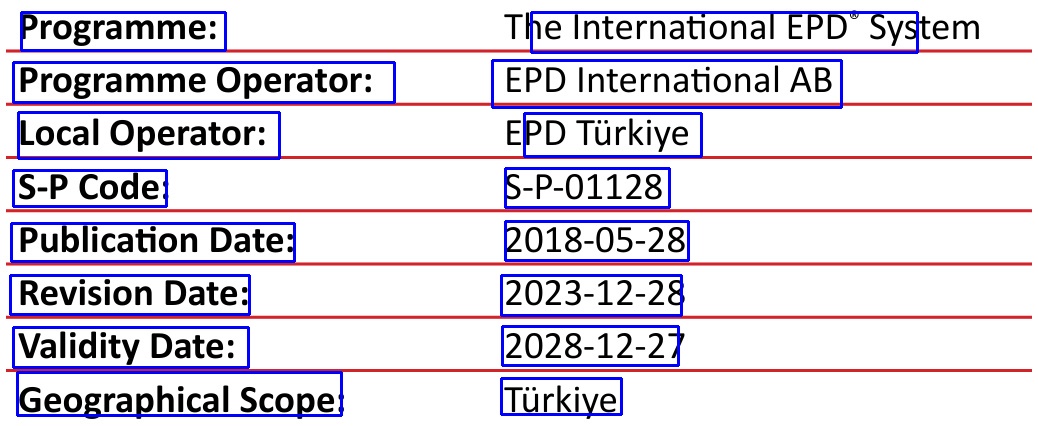 Programme: The International EPD® System
Programme Operator: EPD International AB
Local Operator: EPD Türkiye
S-P Code: S-P-01128
Publication Date: 2018-05-28
Revision Date: 2023-12-28
Validity Date: 2028-12-27
Geographical Scope: Türkiye